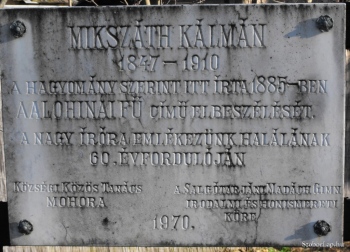 MIKSZÁTH KÁLMÁN
1847-1910
A HAGYOMÁNY SZERINT ITT ÍRTA 1885-BEN
A ALOHINAI FŰ CÍMŰ ELBESZÉLÉSÉT.
A NAGY ÍRÓRA EMLÉKEZÜNK HALÁLÁNAK
60. ÉVFORDULÓJÁN
KÖZSÉGI KÖZÖS TANÁCS
MOHORA
A SALGÓTARJÁNI MADÁCH GIMN.
IRODALMI ÉS HONISMERETI
KÖRE
1970.